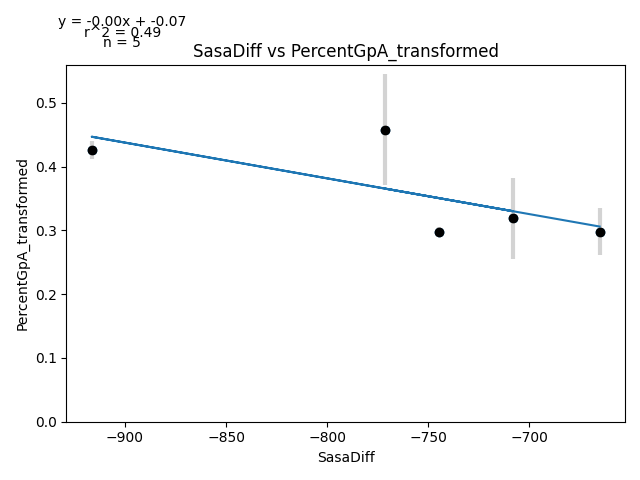 y = -0.00x + -0.07
r^2 = 0.49
n = 5
SasaDiff vs PercentGpA_transformed
PercentGpA_transformed
0.5
0.4
0.3
0.2
0.1
0.0
−900
−850
−800
−750
−700
SasaDiff